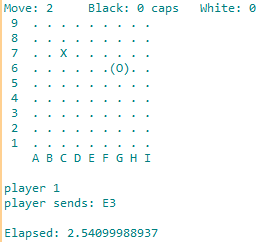 Move: 2     Black: 0 caps   White: 0
 9  . . . . . . . . .
 8  . . . . . . . . .
 7  . . X . . . . . .
 6  . . . . . .(O). .
 5  . . . . . . . . .
 4  . . . . . . . . .
 3  . . . . . . . . .
 2  . . . . . . . . .
 1  . . . . . . . . .
    A B C D E F G H I
player 1
player sends: E3
Elapsed: 2.54099988937